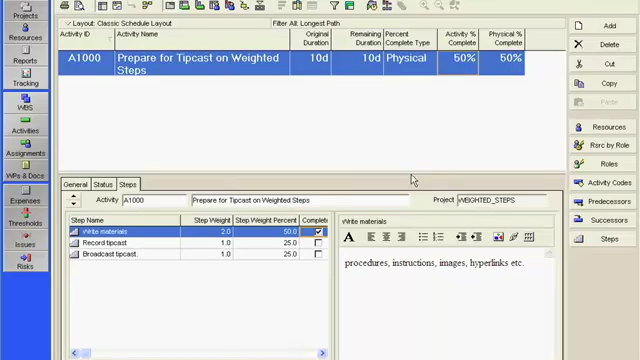 Projects
Resources
Reports
Tracking
WBS
Activities
Assignments
WPs & Docs
Expenses
Thresholds
Issues
Risks
Layout: Classic Schedule Layout
Filter All: Longest Path
Activity ID
Activity Name
Original Duration
Remaining Duration
Percent Complete Type
Activity % Complete
Physical % Complete
A1000
Prepare for Tipcast on Weighted
Steps
10d
10d
Physical
50%
50%
General
Status
Steps
Activity
A1000
Prepare for Tipcast on Weighted Steps
Project
WEIGHTED_STEPS
Step Name
Step Weight
Step Weight Percent
Complete
Write materials
2.0
50.0
Record tipcast
1.0
25.0
Broadcast tipcast.
1.0
25.0
Write materials
A
procedures, instructions, images, hyperlinks etc.
Add
Delete
Cut
Copy
Paste
Resources
Rsrc by Role
Roles
Activity Codes
Predecessors
Successors
Steps